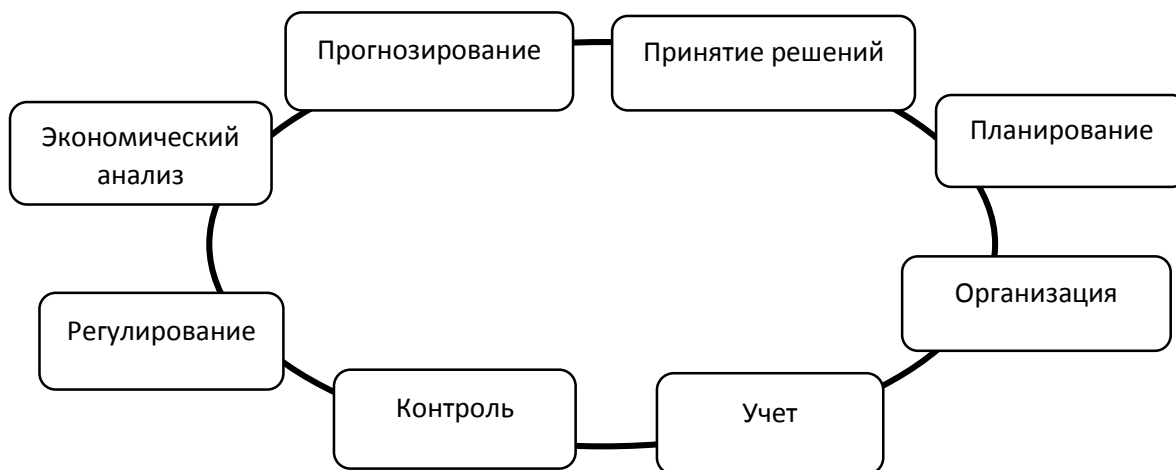 Прогнозирование
Принятие решений
Экономический
анализ
Планирование
Организация
Регулирование
Контроль
Учет